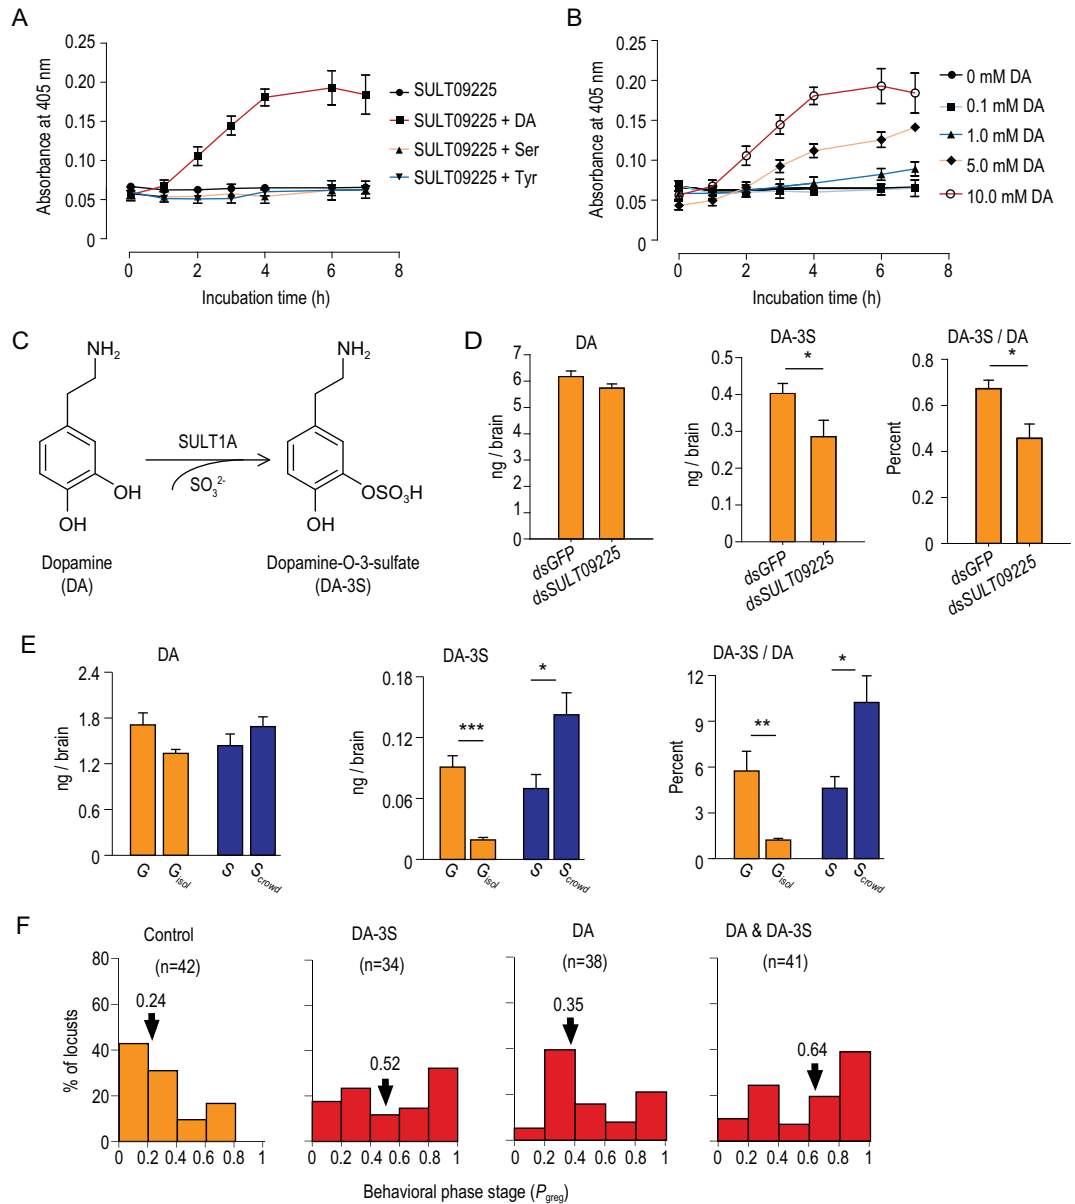 A
Absorbance at 405 nm
0.25
0.20
0.15
0.10
0.05
0
0 2 4 6 8
Incubation time (h)
SULT09225
SULT09225 + DA
SULT09225 + Ser
SULT09225 + Tyr
B
Absorbance at 405 nm
0.25
0.20
0.15
0.10
0.05
0
0 2 4 6 8
Incubation time (h)
0 mM DA
0.1 mM DA
1.0 mM DA
5.0 mM DA
10.0 mM DA
C
NH2
OH
OH
Dopamine
(DA)
SULT1A
SO3 2-
NH2
OSO3H
OH
Dopamine-O-3-sulfate
(DA-3S)
D
DA
ng / brain
7
6
5
4
3
2
1
0
dsGFP
dsSULT09225
DA-3S
*
ng / brain
0.5
0.4
0.3
0.2
0.1
0
dsGFP
dsSULT09225
DA-3S / DA
*
Percent
0.8
0.6
0.4
0.2
0
dsGFP
dsSULT09225
E
DA
ng / brain
2.4
1.8
1.2
0.6
0
G Gisol S Scrowd
DA-3S
*
***
ng / brain
0.18
0.12
0.06
0
G Gisol S Scrowd
DA-3S / DA
*
**
Percent
12
9
6
3
0
G Gisol S Scrowd
F
Control
(n=42)
0.24
% of locusts
80
60
40
20
0
0 0.2 0.4 0.6 0.8 1
DA-3S
(n=34)
0.52
0 0.2 0.4 0.6 0.8 1
DA
(n=38)
0.35
0 0.2 0.4 0.6 0.8 1
DA & DA-3S
(n=41)
0.64
0 0.2 0.4 0.6 0.8 1
Behavioral phase stage (Pgreg)